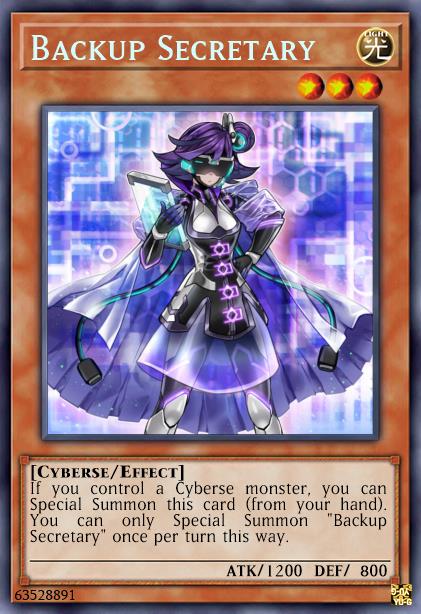 Backup Secretary
LIGHT
光
[Cyberse/Effect]
If you control a Cyberse monster, you can
Special Summon this card (from your hand).
You can only Special Summon "Backup
Secretary" once per turn this way.
ATK/1200 DEF/ 800
63528891